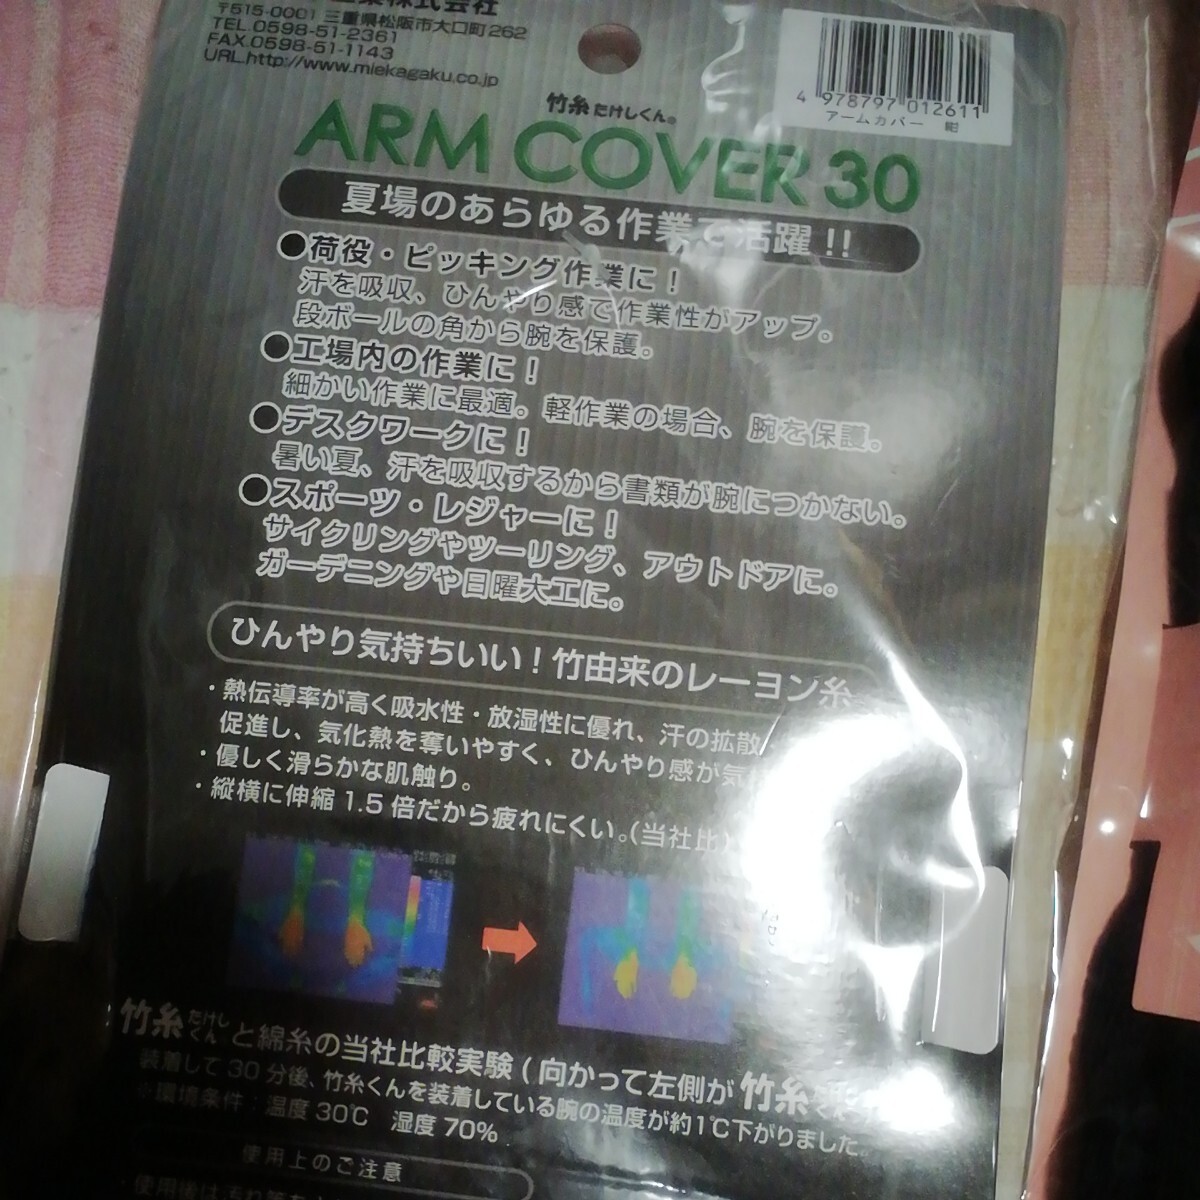 〒515-0001 三重県松阪市大口町262
TEL.0598-51-2361
FAX.0598-51-1143
URL.http://www.miekagaku.co.jp
4 978797 012611
アームカバー 紺
竹糸たけしくん®
ARM COVER 30
夏場のあらゆる作業で活躍!!
●荷役・ピッキング作業に!
汗を吸収、ひんやり感で作業性がアップ。
段ボールの角から腕を保護。
●工場内の作業に!
細かい作業に最適。軽作業の場合、腕を保護。
●デスクワークに!
暑い夏、汗を吸収するから書類が腕につかない。
●スポーツ・レジャーに!
サイクリングやツーリング、アウトドアに。
ガーデニングや日曜大工に。
ひんやり気持ちいい!竹由来のレーヨン糸
・熱伝導率が高く吸水性・放湿性に優れ、汗の拡散・
促進し、気化熱を奪いやすく、ひんやり感が
・優しく滑らかな肌触り。
・縦横に伸縮1.5倍だから疲れにくい。(当社比)
竹糸たけしくんと綿糸の当社比較実験(向かって左側が竹糸
装着して30分後、竹糸くんを装着している腕の温度が約1℃下がりました。
※環境条件:温度30℃ 湿度70%
使用上のご注意